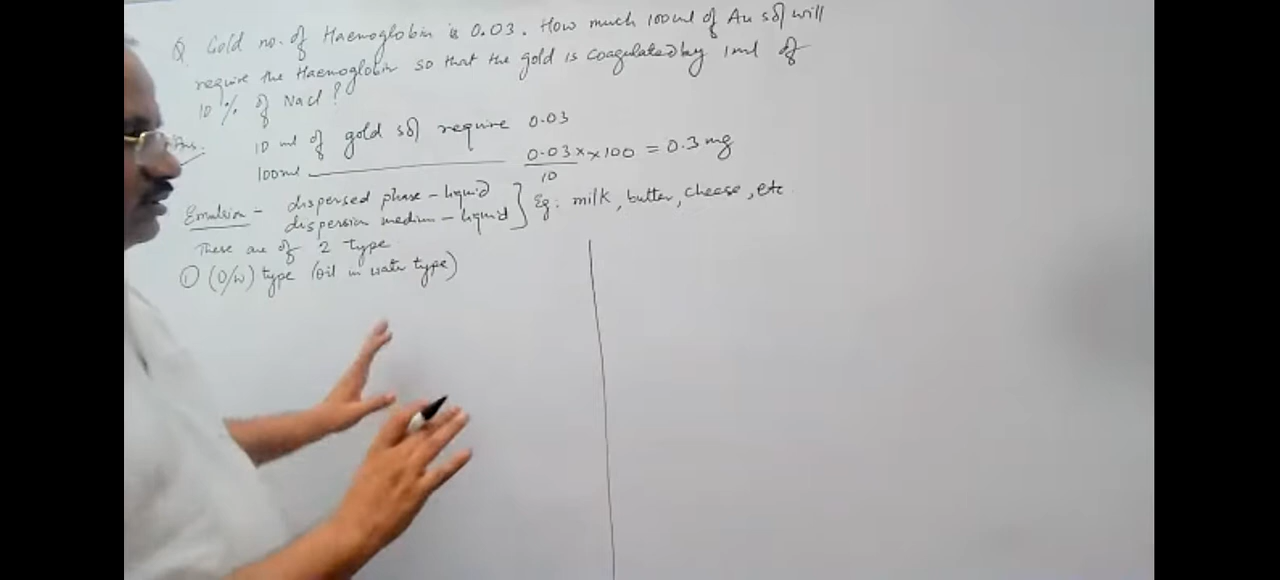 Q Gold no. of Haemoglobin is 0.03. How much 100ml of Au sol will
require the Haemoglobin so that the gold is coagulated by 1ml of
10 % of NaCl?
Ans. 10 ml of gold sol require 0.03
100ml 0.03 × × 100 / 10 = 0.3 mg
Emulsion - dispersed phase - liquid
dispersion medium - liquid } Eg: milk, butter, cheese, etc.
These are of 2 type
① (O/W) type (oil in water type)